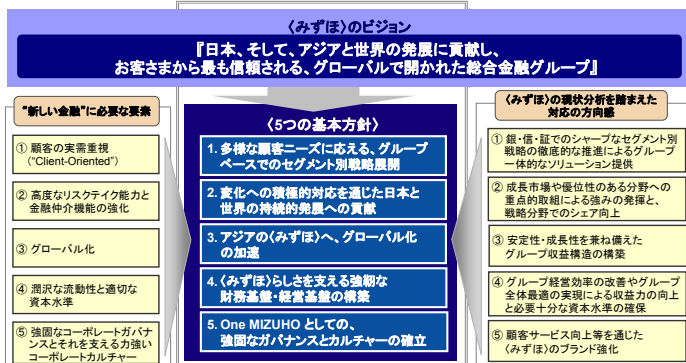 〈みずほ〉のビジョン
『日本、そして、アジアと世界の発展に貢献し、
お客さまから最も信頼される、グローバルで開かれた総合金融グループ』
“新しい金融”に必要な要素
① 顧客の実需重視
(“Client-Oriented”)
② 高度なリスクテイク能力と
金融仲介機能の強化
③ グローバル化
④ 潤沢な流動性と適切な
資本水準
⑤ 強固なコーポレートガバナ
ンスとそれを支える力強い
コーポレートカルチャー
〈5つの基本方針〉
1. 多様な顧客ニーズに応える、グループ
ベースでのセグメント別戦略展開
2. 変化への積極的対応を通じた日本と
世界の持続的発展への貢献
3. アジアの〈みずほ〉へ、グローバル化
の加速
4. 〈みずほ〉らしさを支える強靭な
財務基盤・経営基盤の構築
5. One MIZUHO としての、
強固なガバナンスとカルチャーの確立
〈みずほ〉の現状分析を踏まえた
対応の方向感
① 銀・信・証でのシャープなセグメント別
戦略の徹底的な推進によるグループ
一体的なソリューション提供
② 成長市場や優位性のある分野への
重点的取組による強みの発揮と、
戦略分野でのシェア向上
③ 安定性・成長性を兼ね備えた
グループ収益構造の構築
④ グループ経営効率の改善やグループ
全体最適の実現による収益力の向上
と必要十分な資本水準の確保
⑤ 顧客サービス向上等を通じた
〈みずほ〉のブランド強化